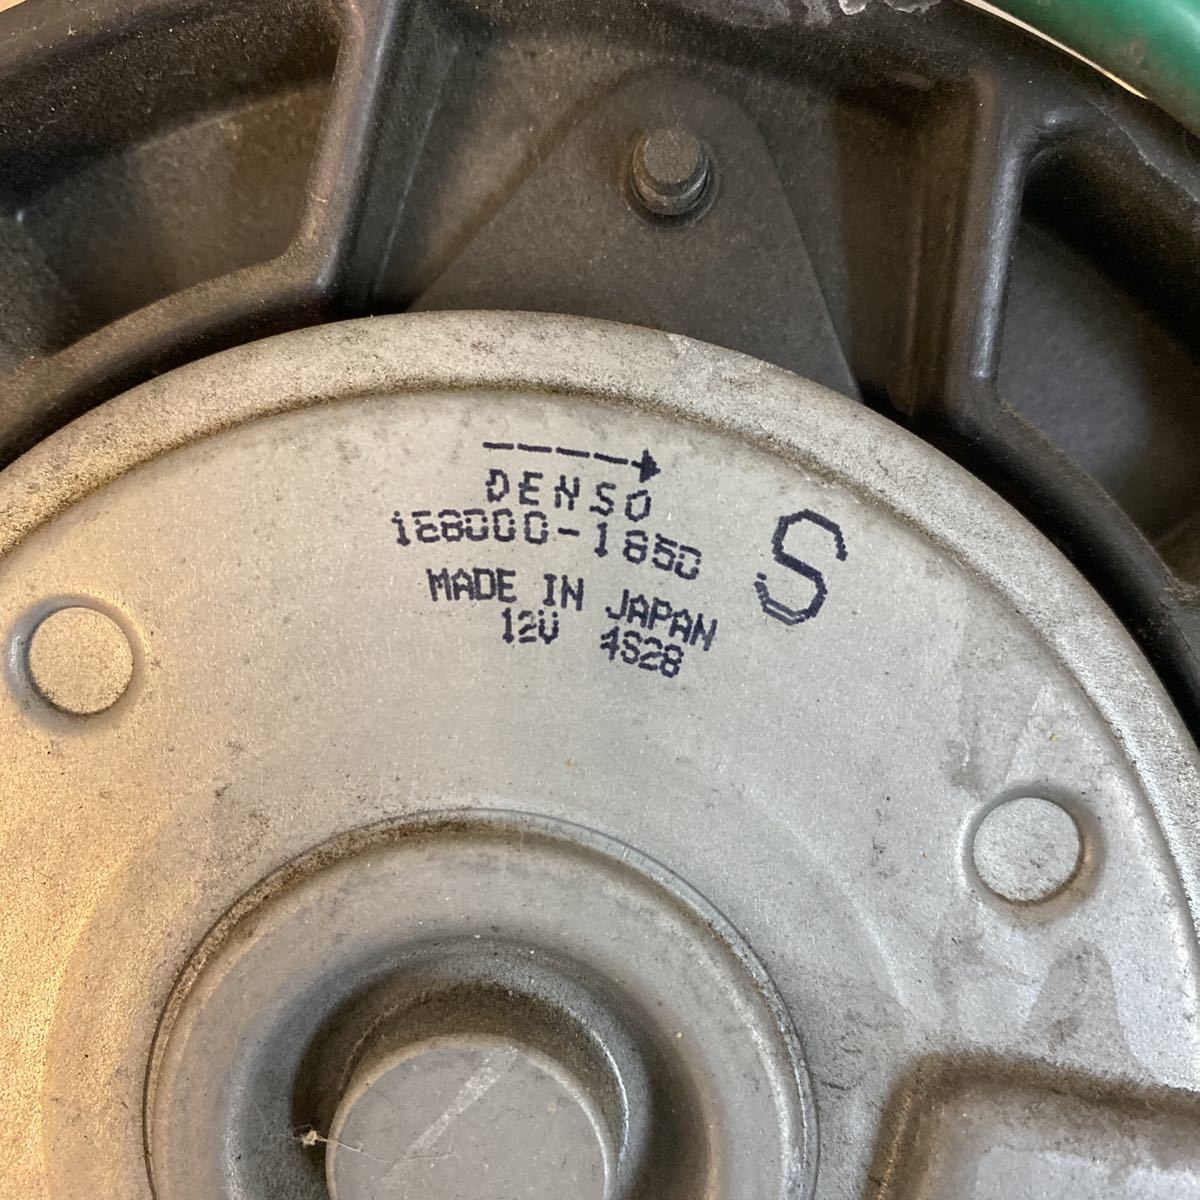 DENSO
168000-1850
S
MADE IN JAPAN
12V 4S28